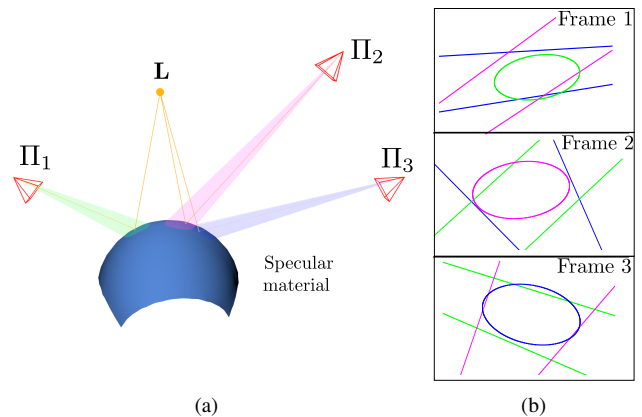 L
Π₁
Π₂
Π₃
Specular
material
(a)
Frame 1
Frame 2
Frame 3
(b)